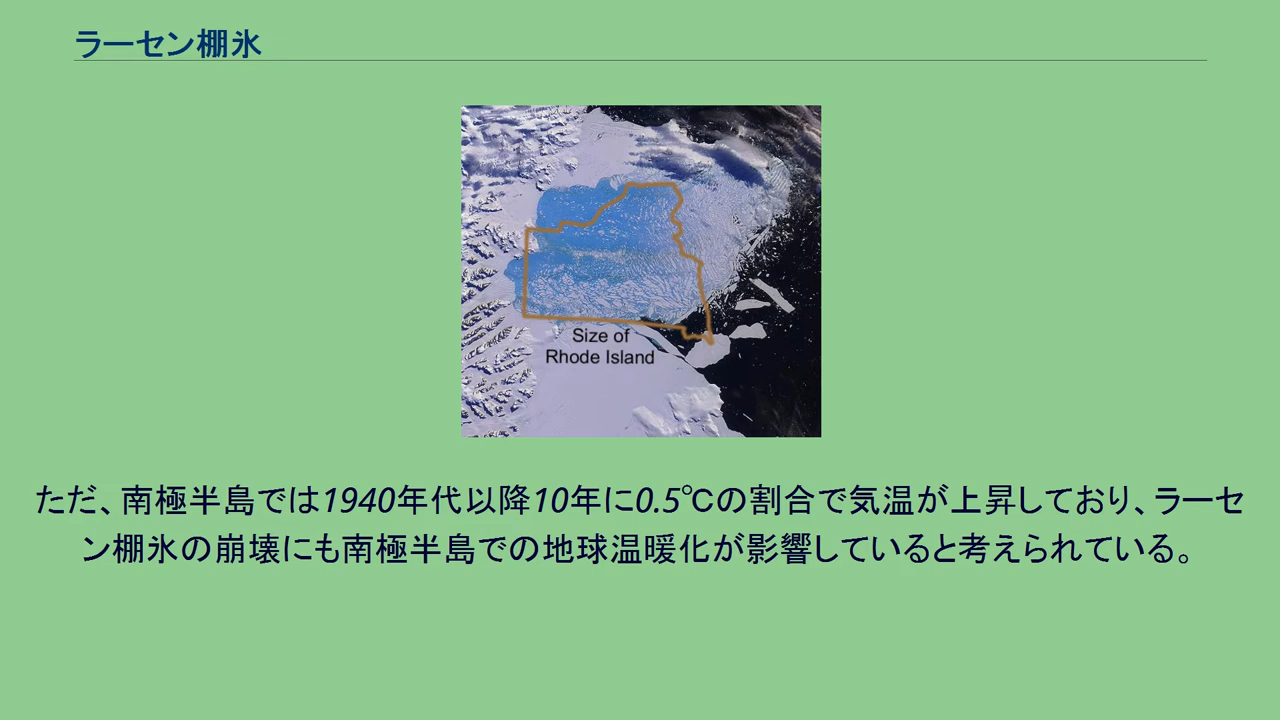 ラーセン棚氷
Size of
Rhode Island
ただ、南極半島では1940年代以降10年に0.5℃の割合で気温が上昇しており、ラーセ
ン棚氷の崩壊にも南極半島での地球温暖化が影響していると考えられている。